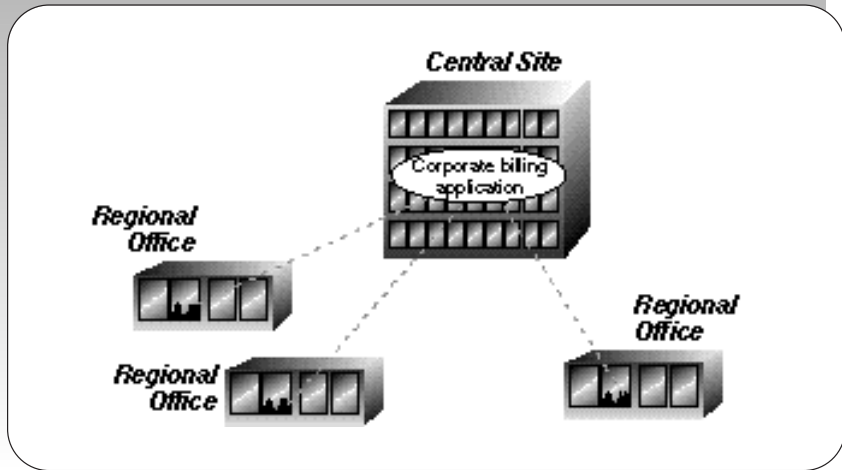 Central Site
Corporate billing
application
Regional
Office
Regional
Office
Regional
Office